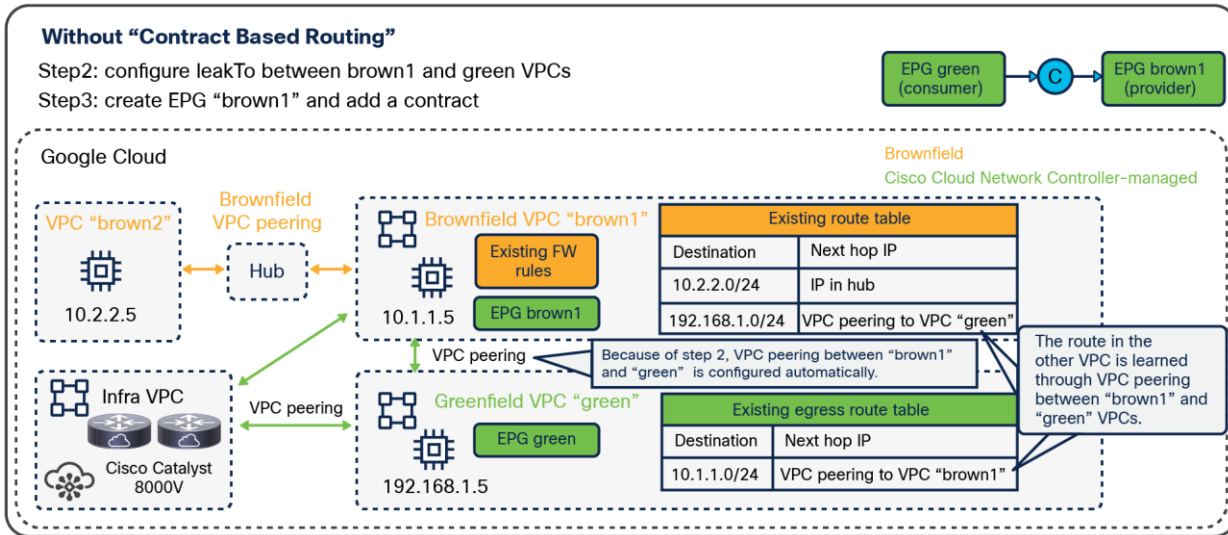 Without “Contract Based Routing”
Step2: configure leakTo between brown1 and green VPCs
Step3: create EPG “brown1” and add a contract
EPG green
(consumer)
C
EPG brown1
(provider)
Google Cloud
Brownfield
Cisco Cloud Network Controller-managed
VPC “brown2”
10.2.2.5
Brownfield
VPC peering
Hub
Brownfield VPC “brown1”
10.1.1.5
Existing FW
rules
EPG brown1
Existing route table
Destination
Next hop IP
10.2.2.0/24
IP in hub
192.168.1.0/24
VPC peering to VPC “green”
VPC peering
Because of step 2, VPC peering between “brown1”
and “green” is configured automatically.
The route in the
other VPC is learned
through VPC peering
between “brown1” and
“green” VPCs.
Infra VPC
Cisco Catalyst
8000V
VPC peering
Greenfield VPC “green”
EPG green
192.168.1.5
Existing egress route table
Destination
Next hop IP
10.1.1.0/24
VPC peering to VPC “brown1”